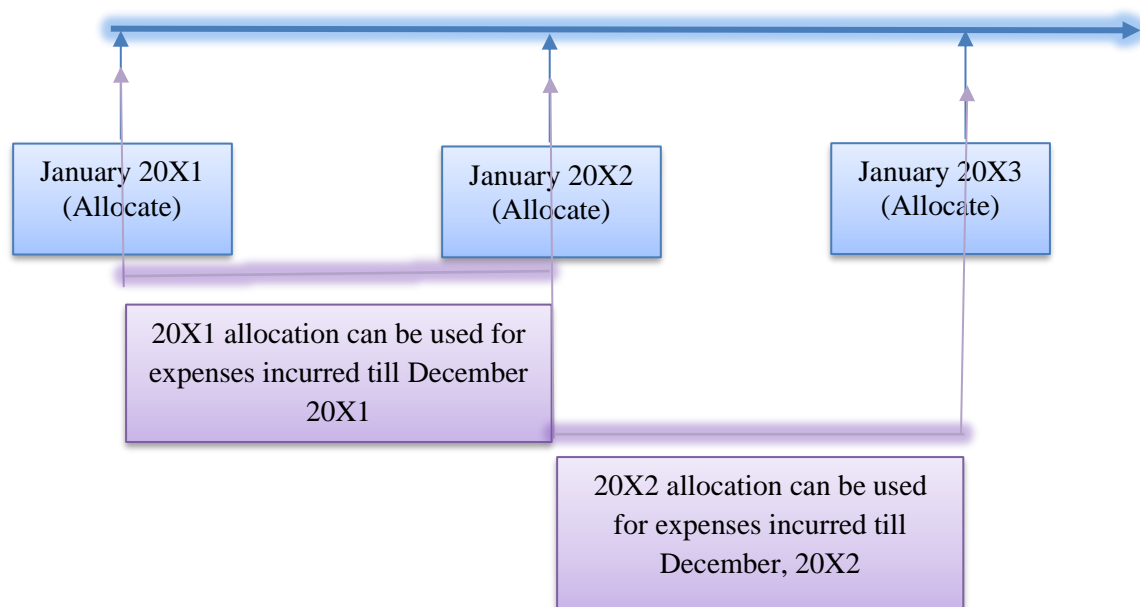 January 20X1
(Allocate)
January 20X2
(Allocate)
January 20X3
(Allocate)
20X1 allocation can be used for
expenses incurred till December
20X1
20X2 allocation can be used
for expenses incurred till
December, 20X2